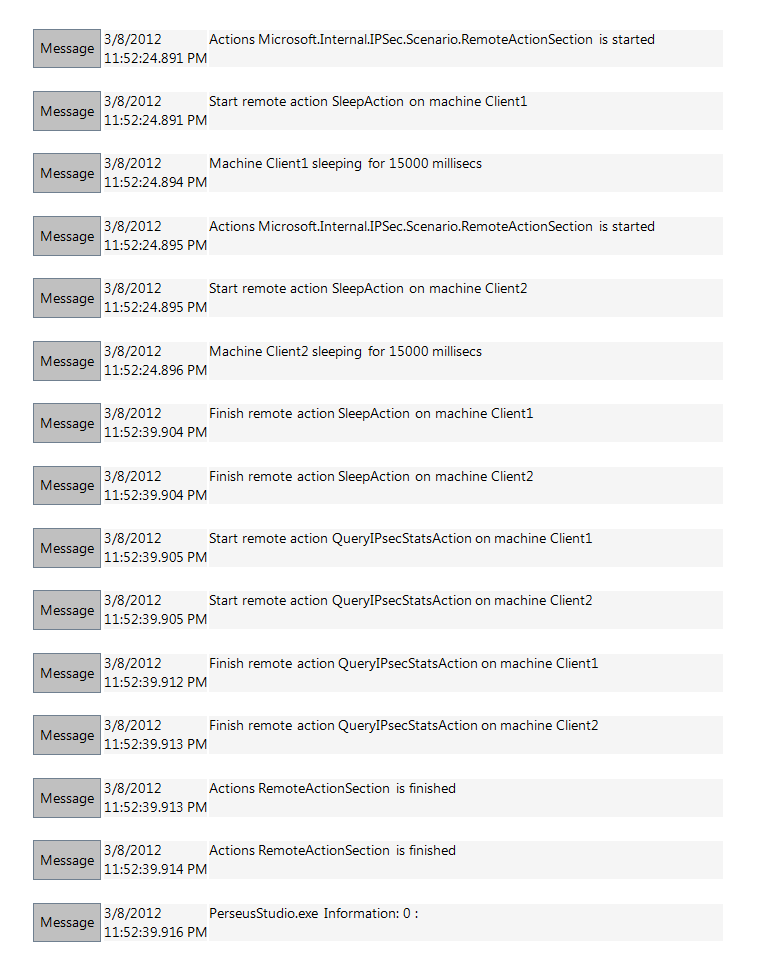 Message
3/8/2012
11:52:24.891 PM
Actions Microsoft.Internal.IPSec.Scenario.RemoteActionSection is started
Message
3/8/2012
11:52:24.891 PM
Start remote action SleepAction on machine Client1
Message
3/8/2012
11:52:24.894 PM
Machine Client1 sleeping for 15000 millisecs
Message
3/8/2012
11:52:24.895 PM
Actions Microsoft.Internal.IPSec.Scenario.RemoteActionSection is started
Message
3/8/2012
11:52:24.895 PM
Start remote action SleepAction on machine Client2
Message
3/8/2012
11:52:24.896 PM
Machine Client2 sleeping for 15000 millisecs
Message
3/8/2012
11:52:39.904 PM
Finish remote action SleepAction on machine Client1
Message
3/8/2012
11:52:39.904 PM
Finish remote action SleepAction on machine Client2
Message
3/8/2012
11:52:39.905 PM
Start remote action QueryIPsecStatsAction on machine Client1
Message
3/8/2012
11:52:39.905 PM
Start remote action QueryIPsecStatsAction on machine Client2
Message
3/8/2012
11:52:39.912 PM
Finish remote action QueryIPsecStatsAction on machine Client1
Message
3/8/2012
11:52:39.913 PM
Finish remote action QueryIPsecStatsAction on machine Client2
Message
3/8/2012
11:52:39.913 PM
Actions RemoteActionSection is finished
Message
3/8/2012
11:52:39.914 PM
Actions RemoteActionSection is finished
Message
3/8/2012
11:52:39.916 PM
PerseusStudio.exe Information: 0 :